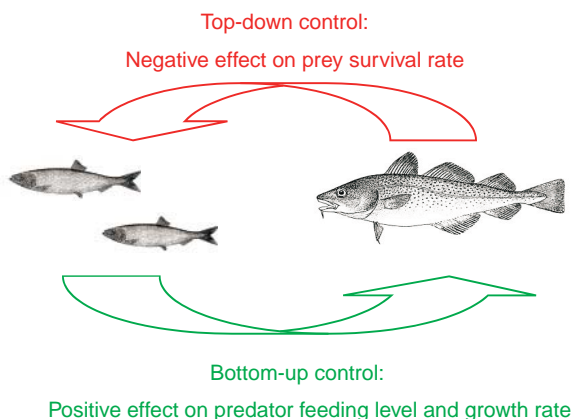 Top-down control:
Negative effect on prey survival rate
Bottom-up control:
Positive effect on predator feeding level and growth rate